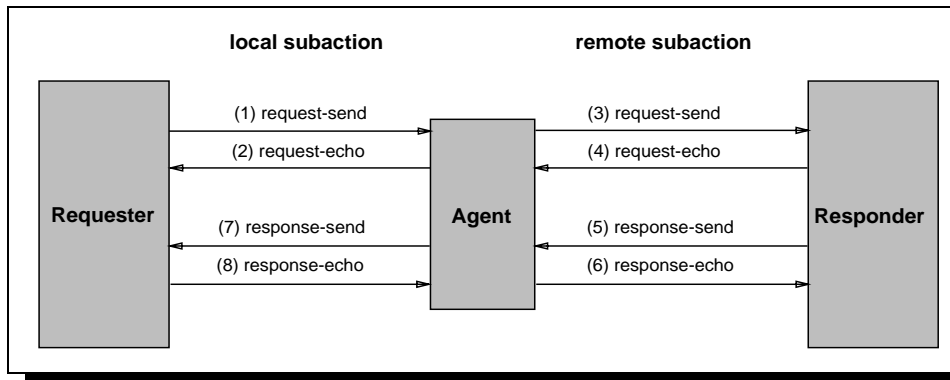 local subaction
remote subaction
(1) request-send
(3) request-send
(2) request-echo
(4) request-echo
Requester
Agent
Responder
(7) response-send
(5) response-send
(8) response-echo
(6) response-echo